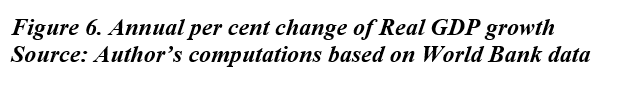 Figure 6. Annual per cent change of Real GDP growth
Source: Author’s computations based on World Bank data